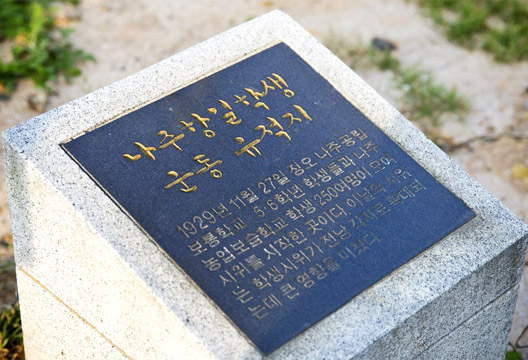 나주항일학생
운동 유적지
1929년 11월 27일 정오 나주공립
보통학교 5·6학년 학생들과 나주
농업보습학교 학생 250여명이 모여
시위를 시작한 곳이다. 이날의 시위
는 학생시위가 전남 각지로 확대되
는데 큰 영향을 미쳤다.